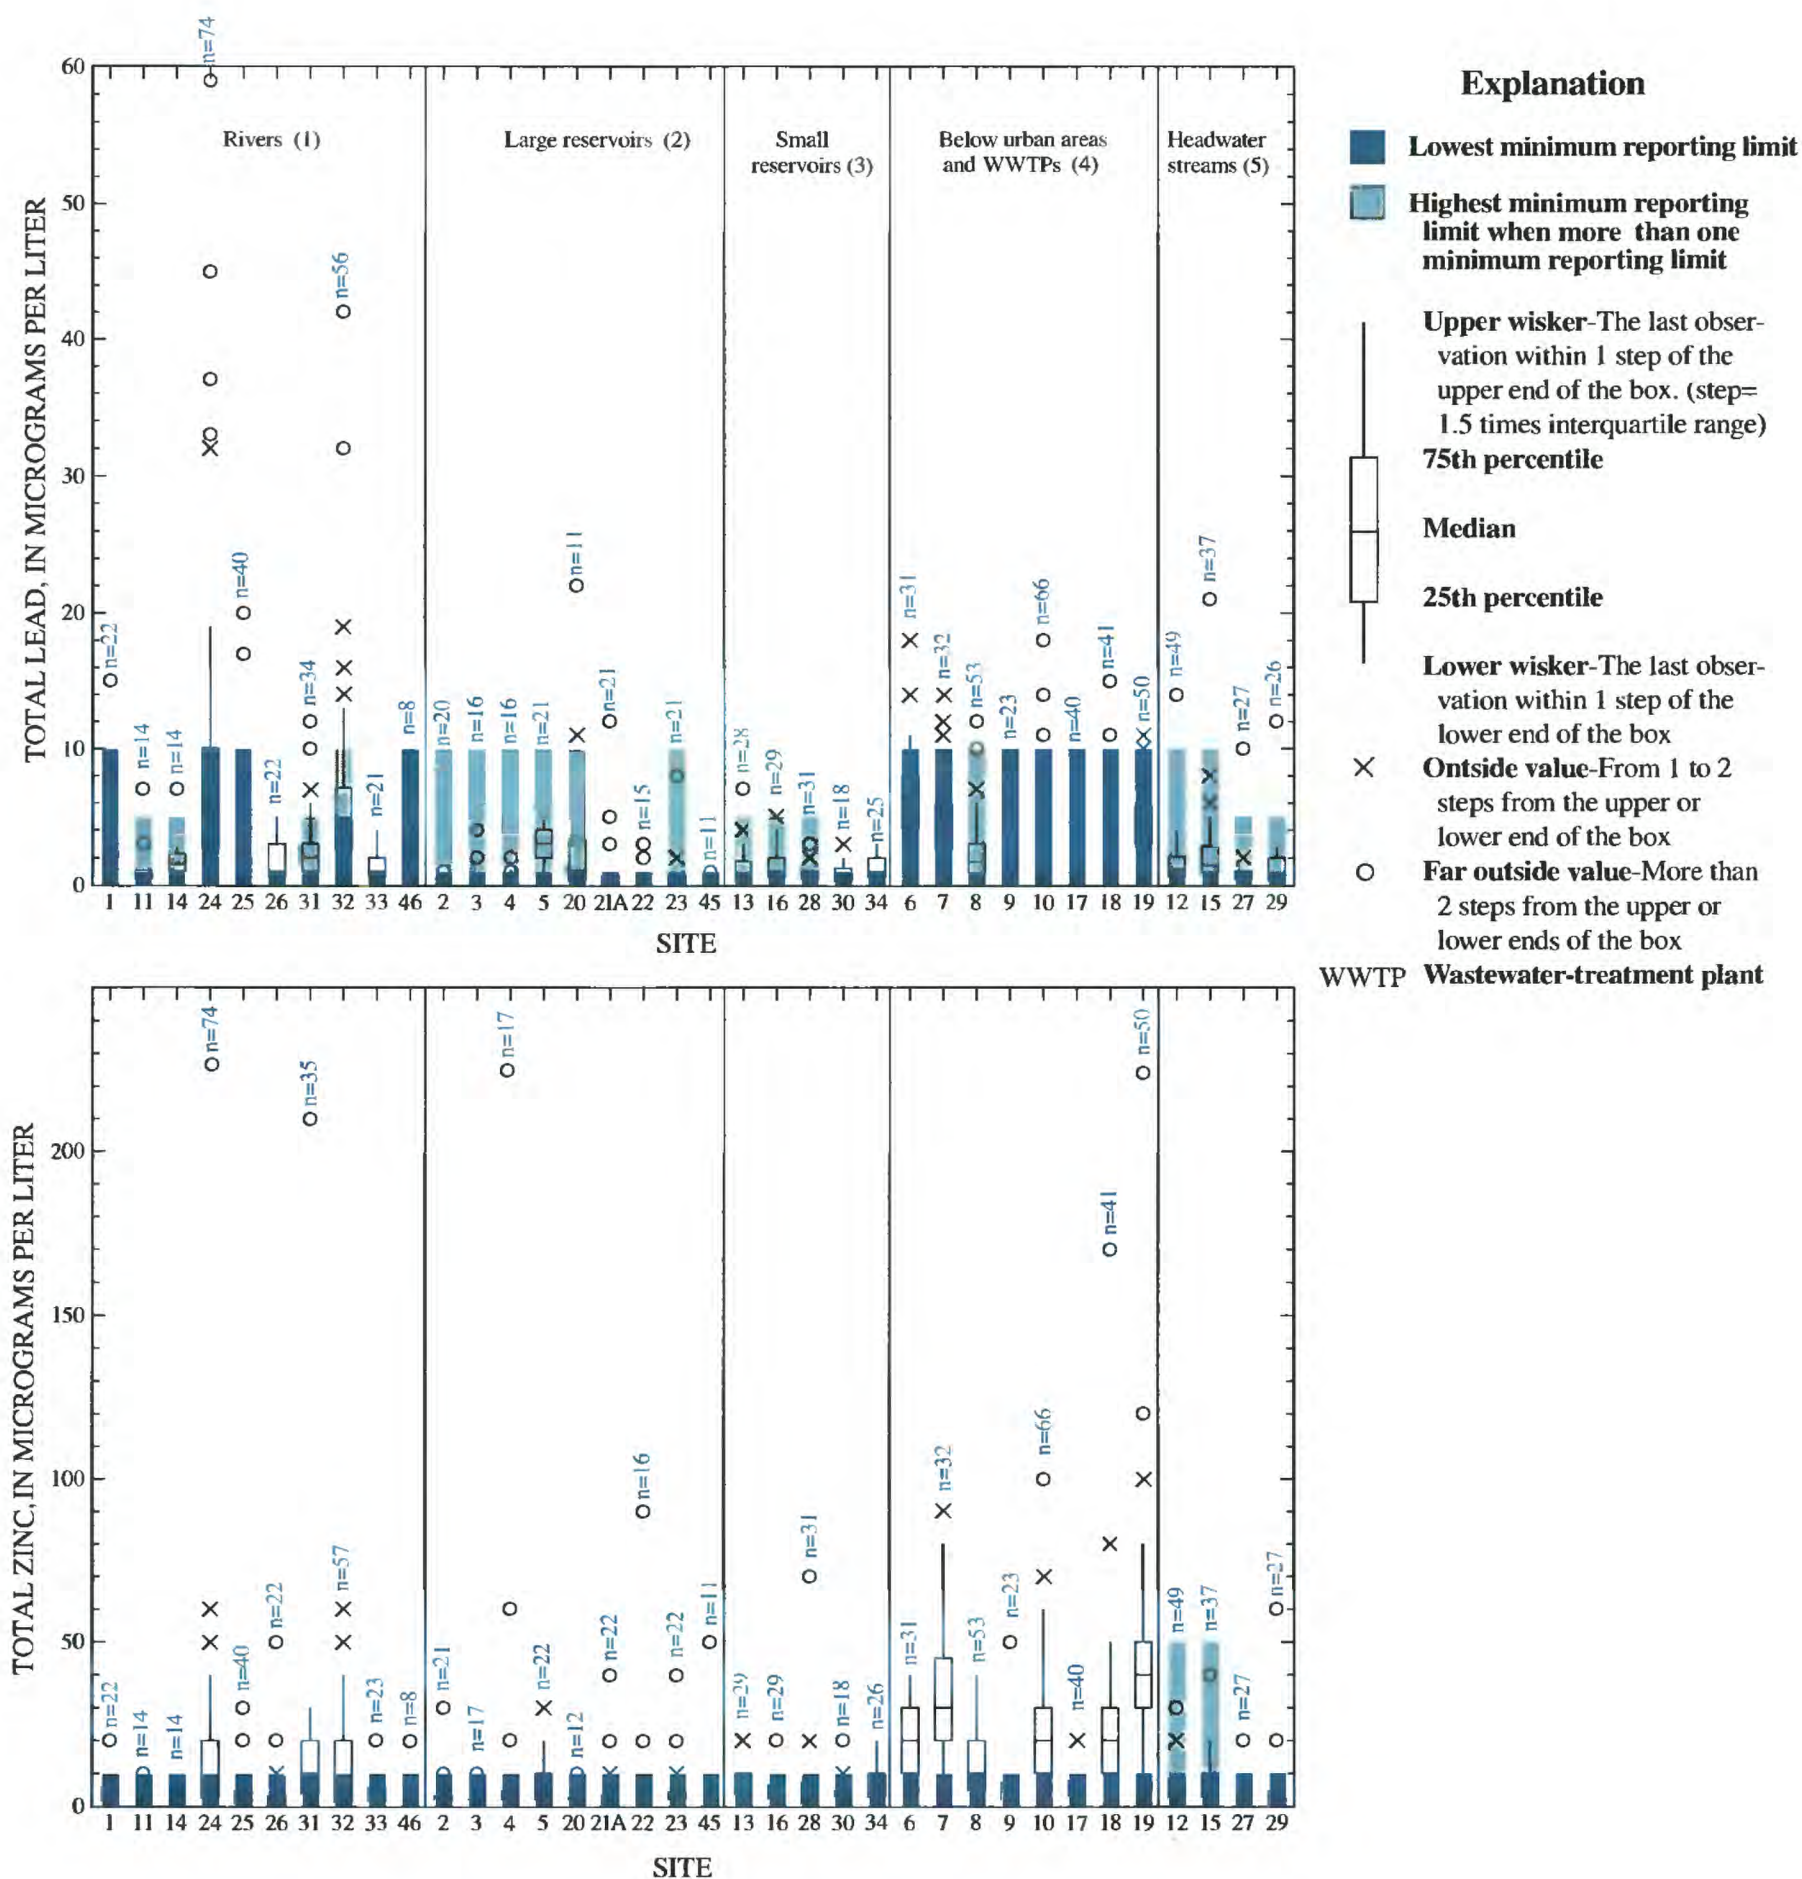 TOTAL LEAD, IN MICROGRAMS PER LITER
60
50
40
30
20
10
0
Rivers (1)
Large reservoirs (2)
Small
reservoirs (3)
Below urban areas
and WWTPs (4)
Headwater
streams (5)
n=22
n=14
n=14
n=74
n=40
n=22
n=34
n=56
n=21
n=8
n=20
n=16
n=16
n=21
n=11
n=21
n=15
n=21
n=11
n=28
n=29
n=31
n=18
n=25
n=31
n=32
n=53
n=23
n=66
n=40
n=41
n=50
n=49
n=37
n=27
n=26
1 11 14 24 25 26 31 32 33 46 2 3 4 5 20 21A 22 23 45 13 16 28 30 34 6 7 8 9 10 17 18 19 12 15 27 29
SITE
Explanation
Lowest minimum reporting limit
Highest minimum reporting
limit when more than one
minimum reporting limit
Upper wisker-The last obser-
vation within 1 step of the
upper end of the box. (step=
1.5 times interquartile range)
75th percentile
Median
25th percentile
Lower wisker-The last obser-
vation within 1 step of the
lower end of the box
Ontside value-From 1 to 2
steps from the upper or
lower end of the box
Far outside value-More than
2 steps from the upper or
lower ends of the box
WWTP Wastewater-treatment plant
TOTAL ZINC, IN MICROGRAMS PER LITER
200
150
100
50
0
n=22
n=14
n=14
n=74
n=40
n=22
n=35
n=57
n=23
n=8
n=21
n=17
n=17
n=22
n=12
n=22
n=16
n=22
n=11
n=29
n=29
n=31
n=18
n=26
n=31
n=32
n=53
n=23
n=66
n=40
n=41
n=50
n=49
n=37
n=27
n=27
1 11 14 24 25 26 31 32 33 46 2 3 4 5 20 21A 22 23 45 13 16 28 30 34 6 7 8 9 10 17 18 19 12 15 27 29
SITE